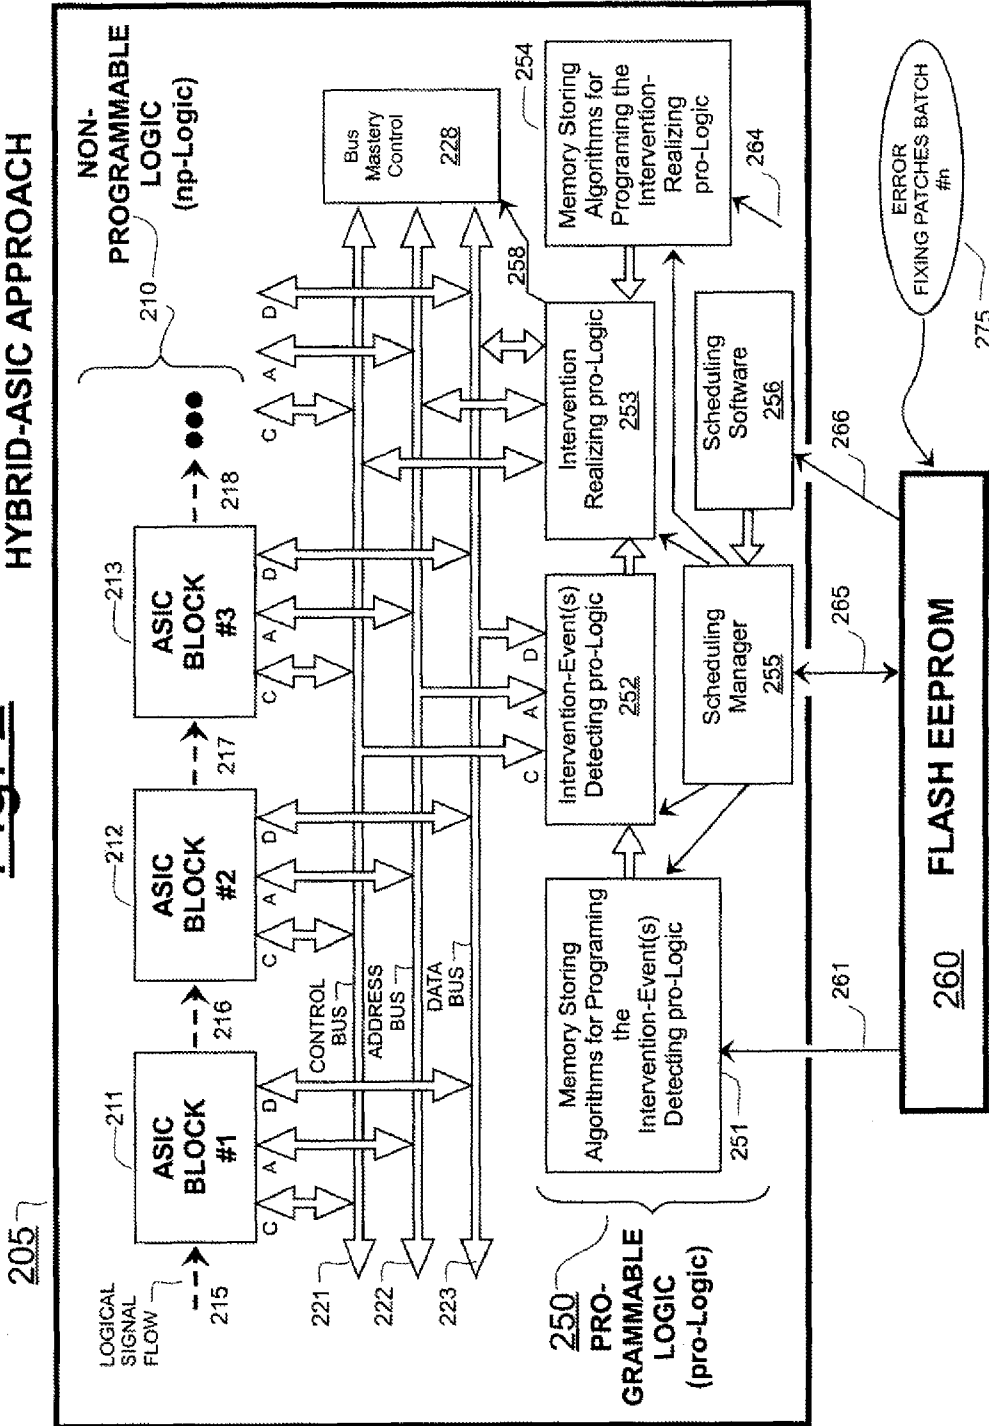 HYBRID-ASIC APPROACH
205
NON-
PROGRAMMABLE
LOGIC
(np-Logic)
210
LOGICAL
SIGNAL
FLOW
215
211
ASIC
BLOCK
#1
216
212
ASIC
BLOCK
#2
217
213
ASIC
BLOCK
#3
218
C
A
D
C
A
D
C
A
D
C
A
D
221
222
223
CONTROL
BUS
ADDRESS
BUS
DATA
BUS
Bus
Mastery
Control
228
258
C
A
D
250
PRO-
GRAMMABLE
LOGIC
(pro-Logic)
Memory Storing
Algorithms for Programing
the
Intervention-Event(s)
Detecting pro-Logic
251
Intervention-Event(s)
Detecting pro-Logic
252
Intervention
Realizing pro-Logic
253
Memory Storing
Algorithms for
Programing the
Intervention-
Realizing
pro-Logic
254
264
Scheduling
Manager
255
Scheduling
Software
256
261
265
266
260
FLASH EEPROM
ERROR
FIXING PATCHES BATCH
#n
275